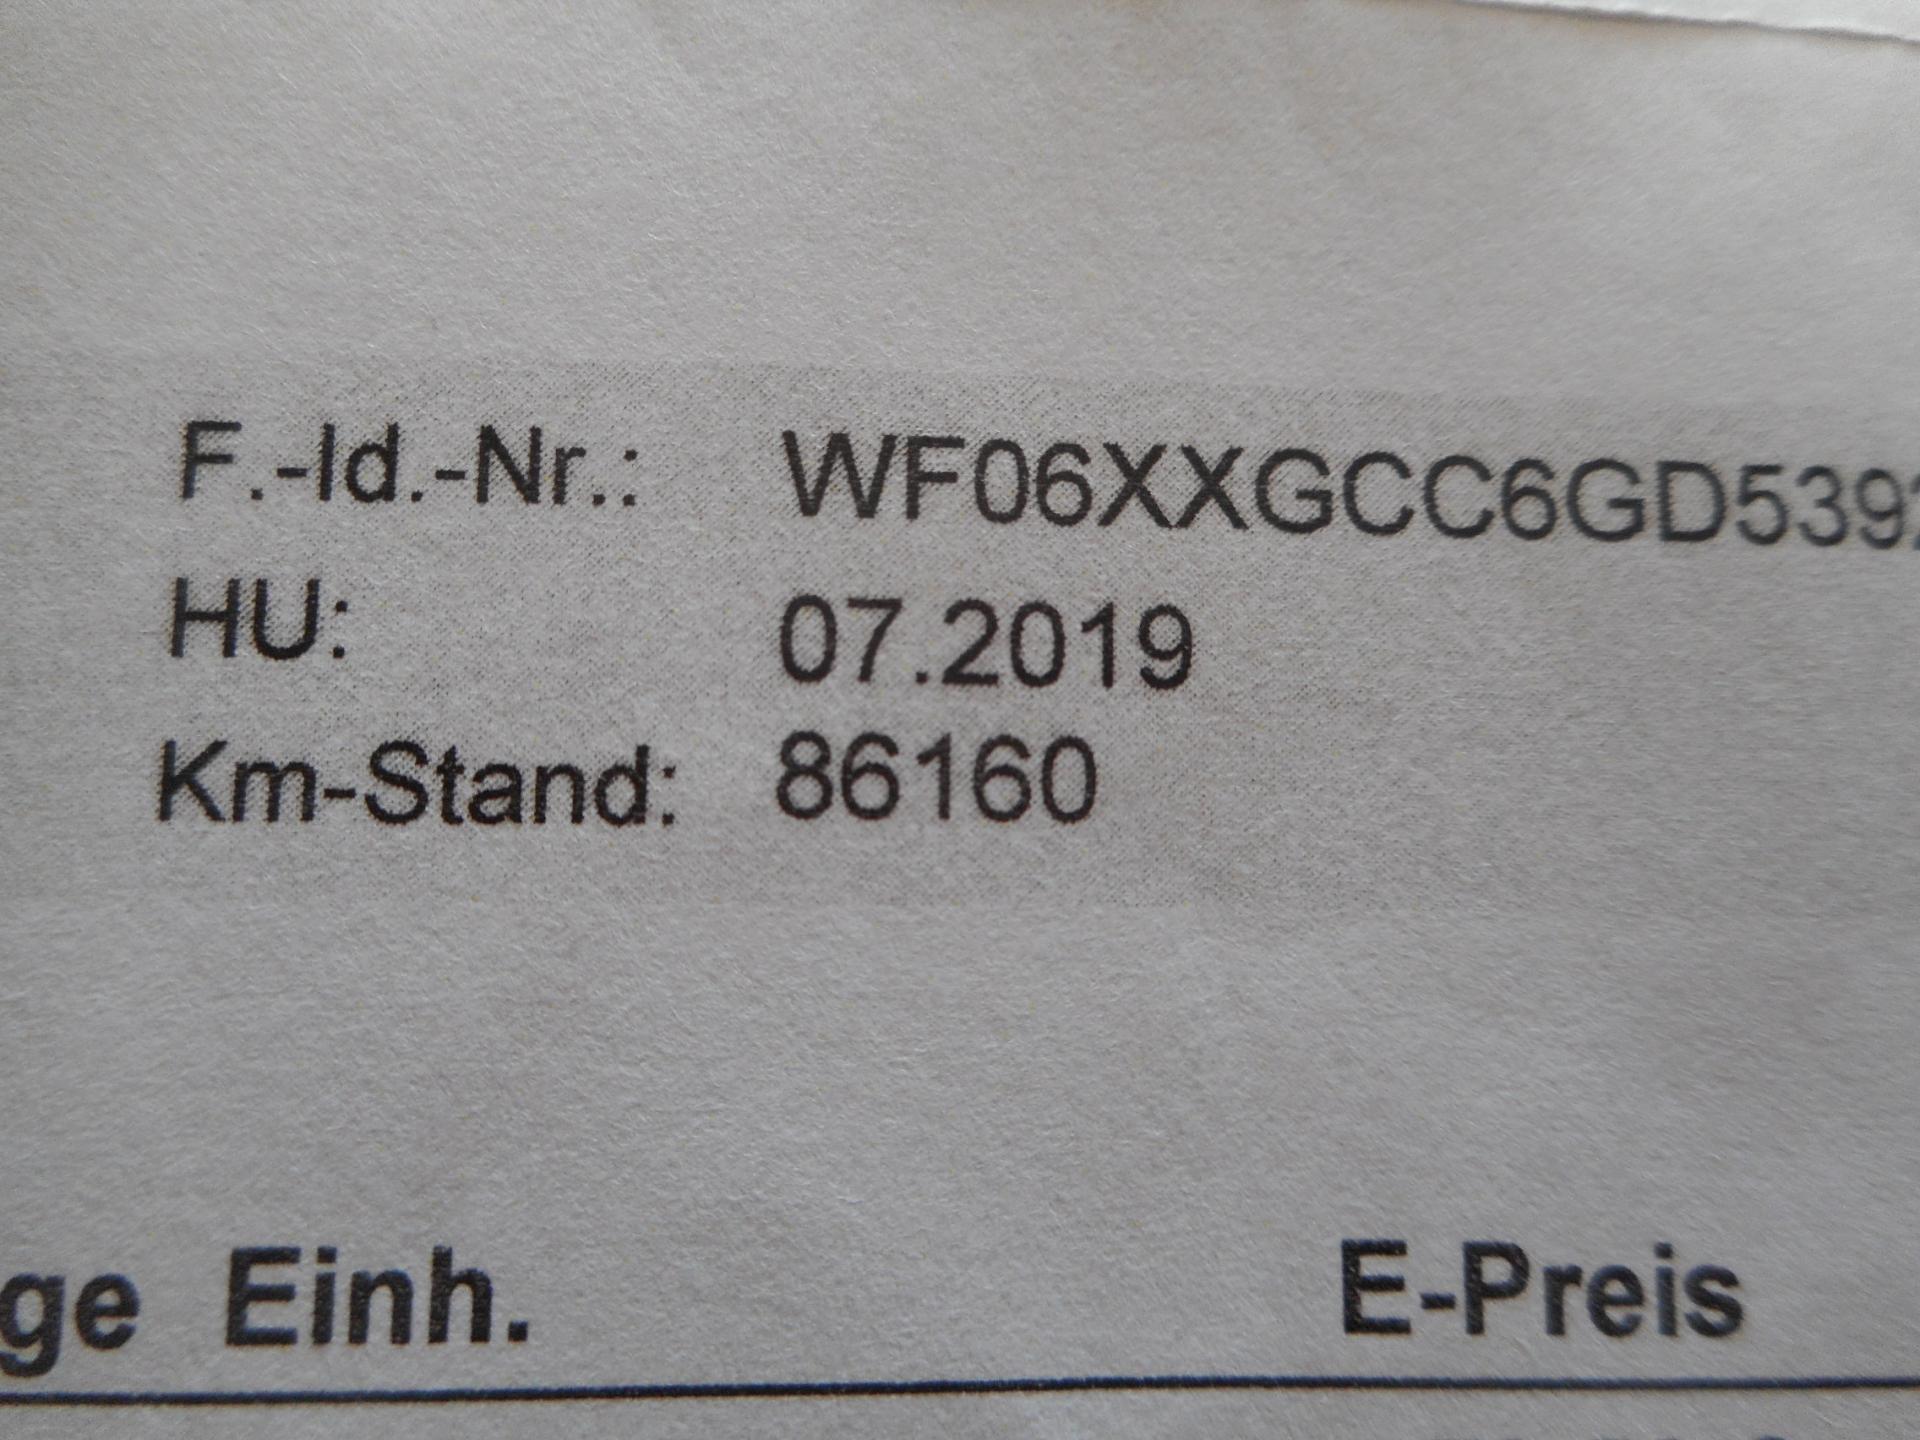 F.-Id.-Nr.: WF06XXGCC6GD539
HU: 07.2019
Km-Stand: 86160
ge Einh. E-Preis